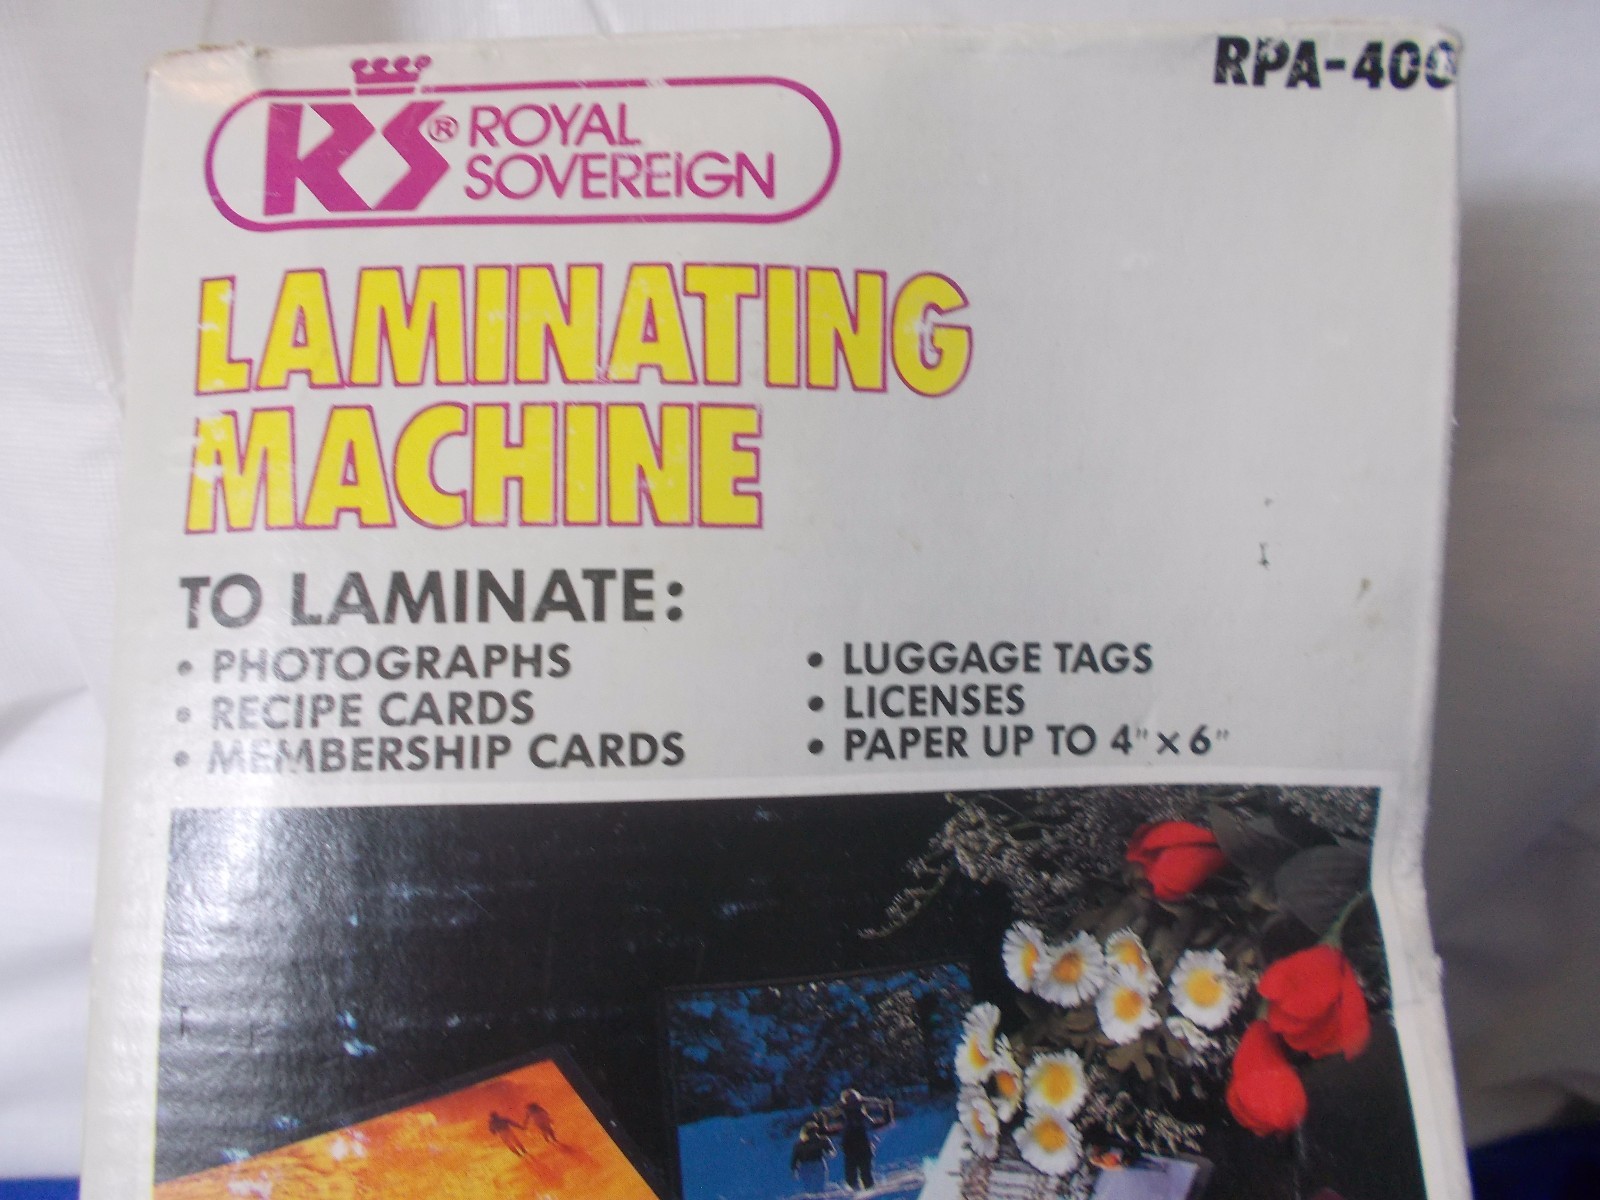 RPA-400
RS® ROYAL
SOVEREIGN
LAMINATING
MACHINE
TO LAMINATE:
• PHOTOGRAPHS
• RECIPE CARDS
• MEMBERSHIP CARDS
• LUGGAGE TAGS
• LICENSES
• PAPER UP TO 4" x 6"